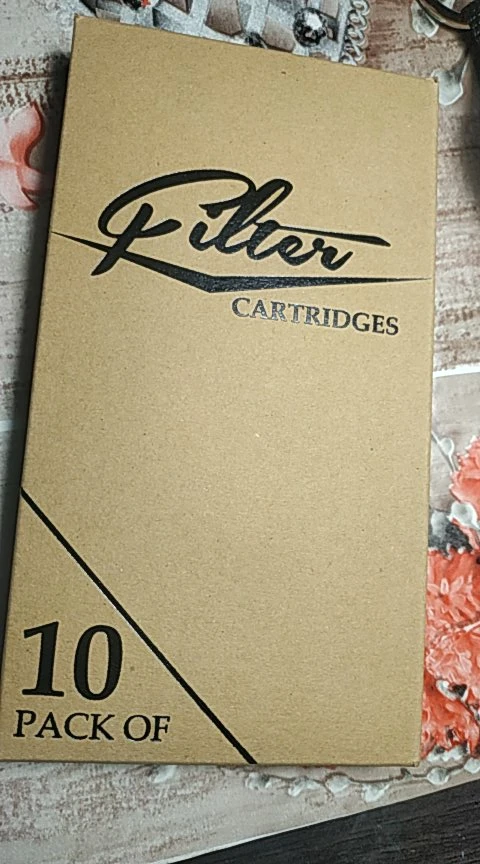 Filter
CARTRIDGES
10
PACK OF